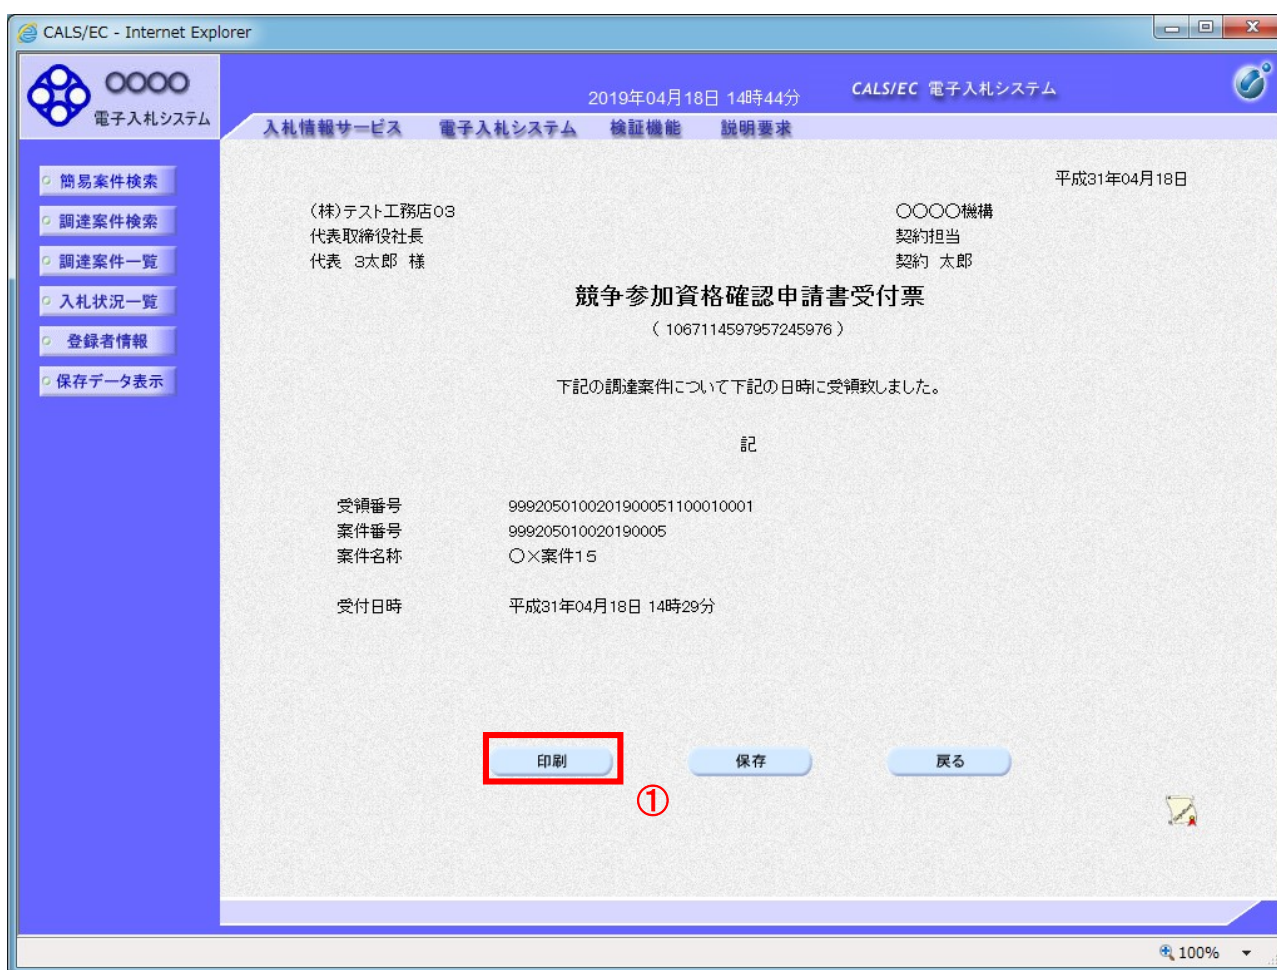 CALS/EC - Internet Explorer
〇〇〇〇
電子入札システム
2019年04月18日 14時44分
CALS/EC 電子入札システム
入札情報サービス 電子入札システム 検証機能 説明要求
簡易案件検索
調達案件検索
調達案件一覧
入札状況一覧
登録者情報
保存データ表示
平成31年04月18日
(株)テスト工務店03
代表取締役社長
代表 3太郎 様
〇〇〇〇機構
契約担当
契約 太郎
競争参加資格確認申請書受付票
( 1067114597957245976 )
下記の調達案件について下記の日時に受領致しました。
記
受領番号 9992050100201900051100010001
案件番号 999205010020190005
案件名称 〇×案件15
受付日時 平成31年04月18日 14時29分
印刷 保存 戻る
①
100%